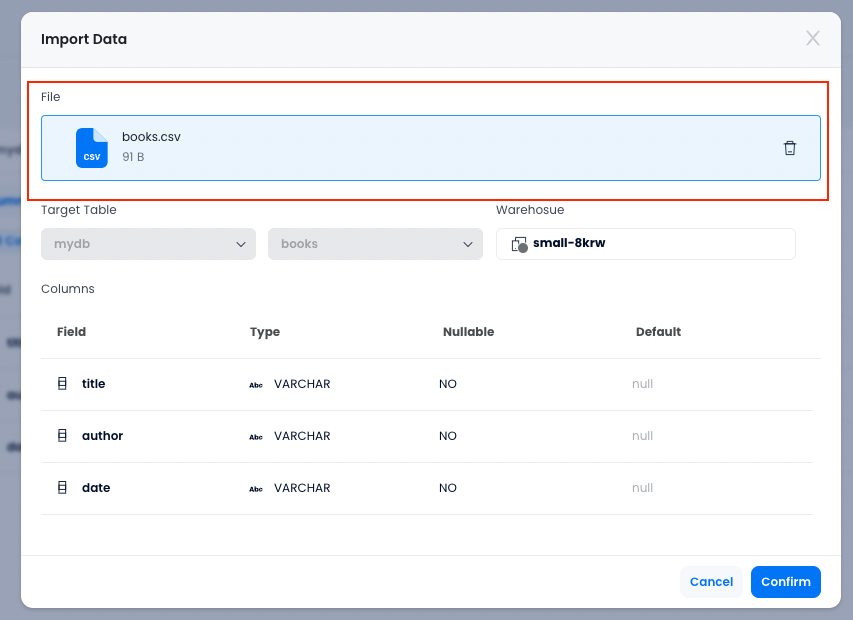 Import Data
File
CSV
books.csv
91 B
Target Table Warehosue
mydb books small-8krw
Columns
Field Type Nullable Default
title Abc VARCHAR NO null
author Abc VARCHAR NO null
date Abc VARCHAR NO null
Cancel Confirm